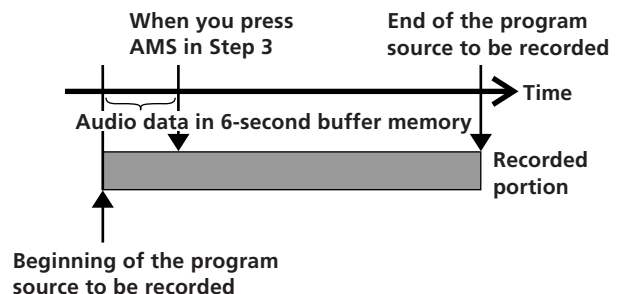 When you press
AMS in Step 3
End of the program
source to be recorded
Time
Audio data in 6-second buffer memory
Recorded
portion
Beginning of the program
source to be recorded